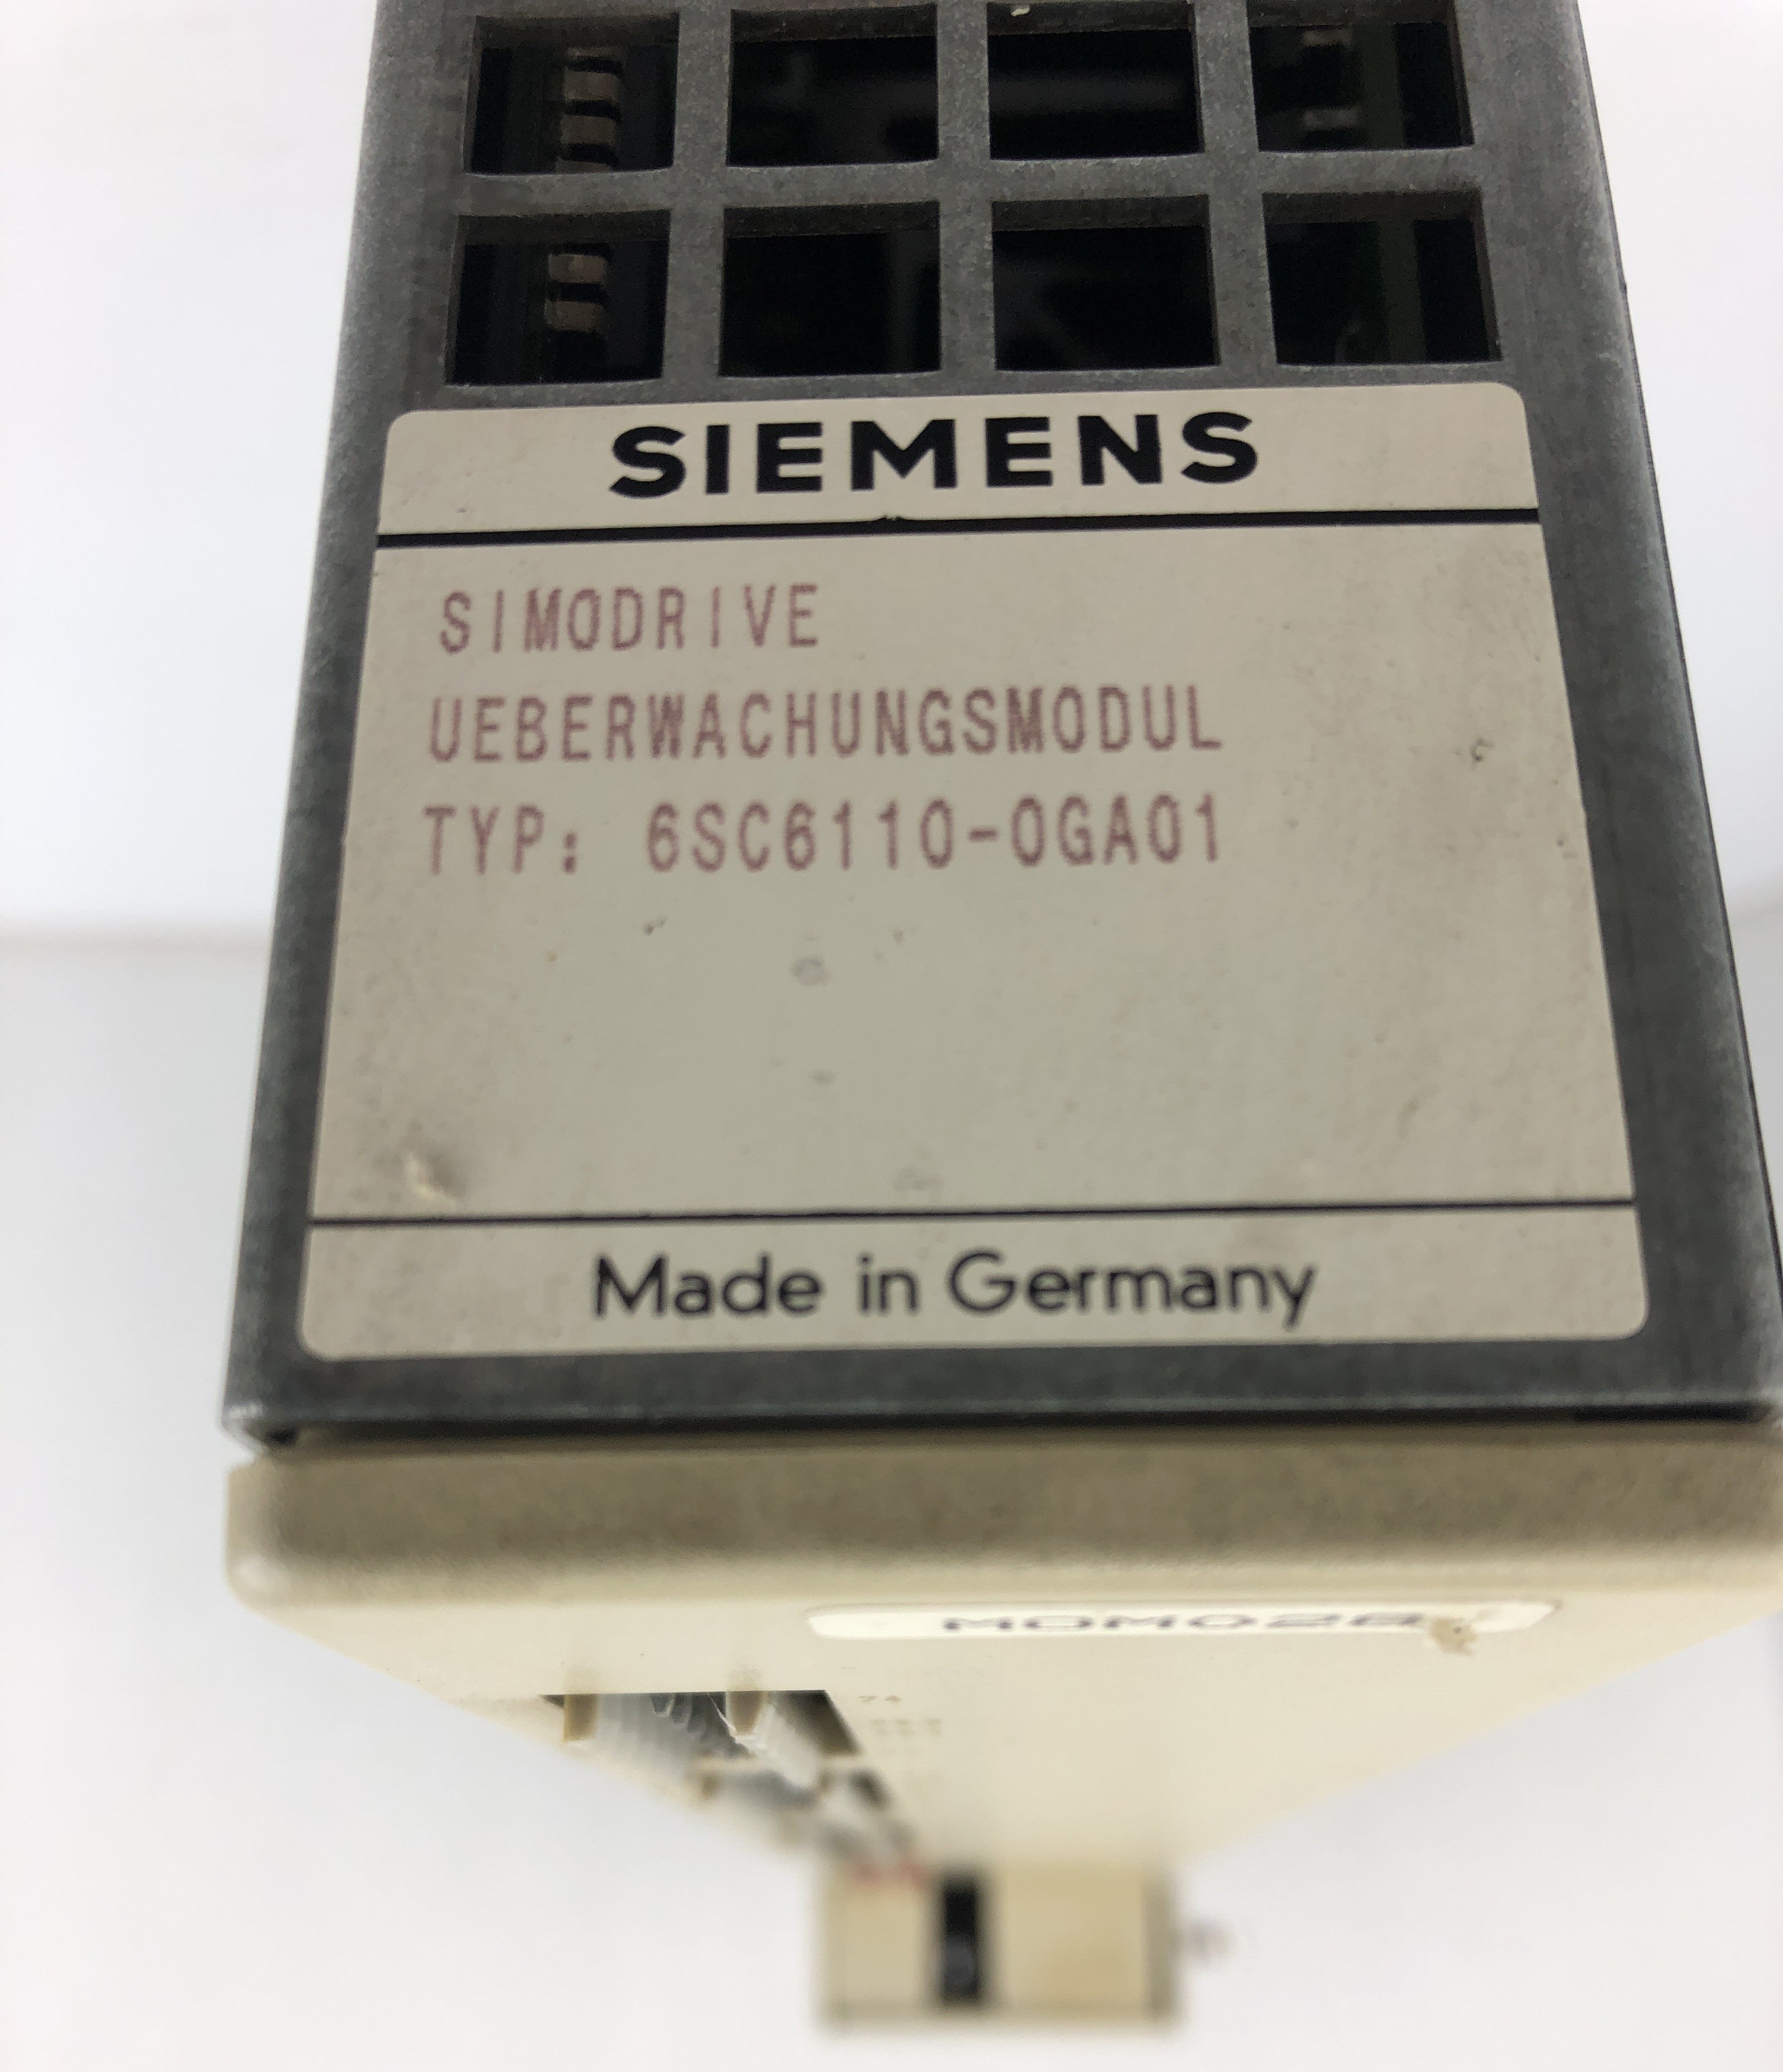 SIEMENS
SIMODRIVE
UEBERWACHUNGSMODUL
TYP: 6SC6110-0GA01
Made in Germany